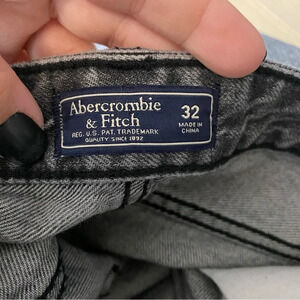 Abercrombie
& Fitch
REG. U.S. PAT. TRADEMARK
QUALITY SINCE 1892
32
MADE IN
CHINA